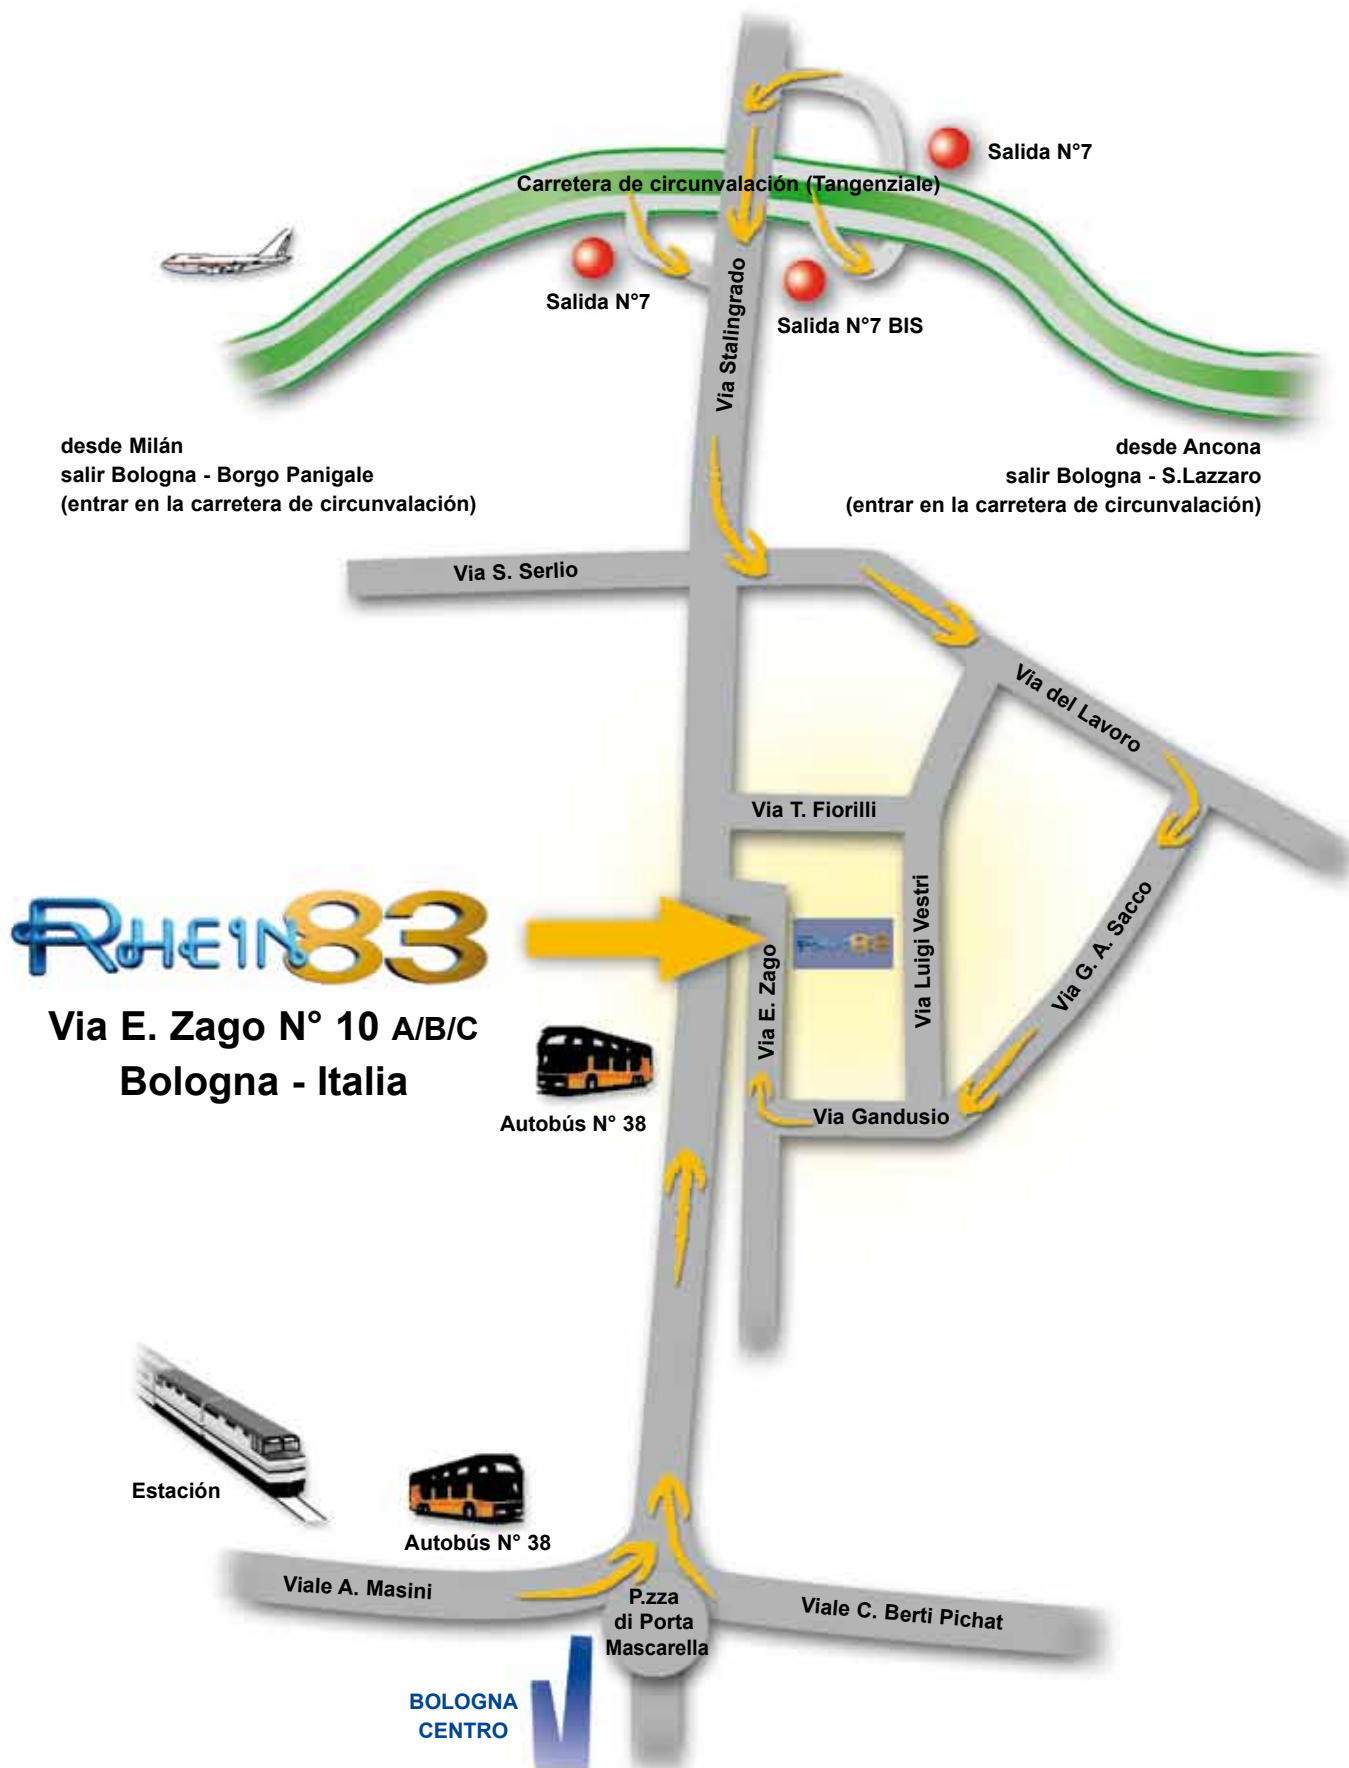 Salida N°7
Carretera de circunvalación (Tangenziale)
Salida N°7
Salida N°7 BIS
Via Stalingrado
desde Milán
salir Bologna - Borgo Panigale
(entrar en la carretera de circunvalación)
desde Ancona
salir Bologna - S.Lazzaro
(entrar en la carretera de circunvalación)
Via S. Serlio
Via del Lavoro
Via T. Fiorilli
RHEIN83
RHEIN83
Via E. Zago
Via Luigi Vestri
Via G. A. Sacco
Via E. Zago N° 10 A/B/C
Bologna - Italia
Autobús N° 38
Via Gandusio
Estación
Autobús N° 38
Viale A. Masini
P.zza
di Porta
Mascarella
Viale C. Berti Pichat
BOLOGNA
CENTRO